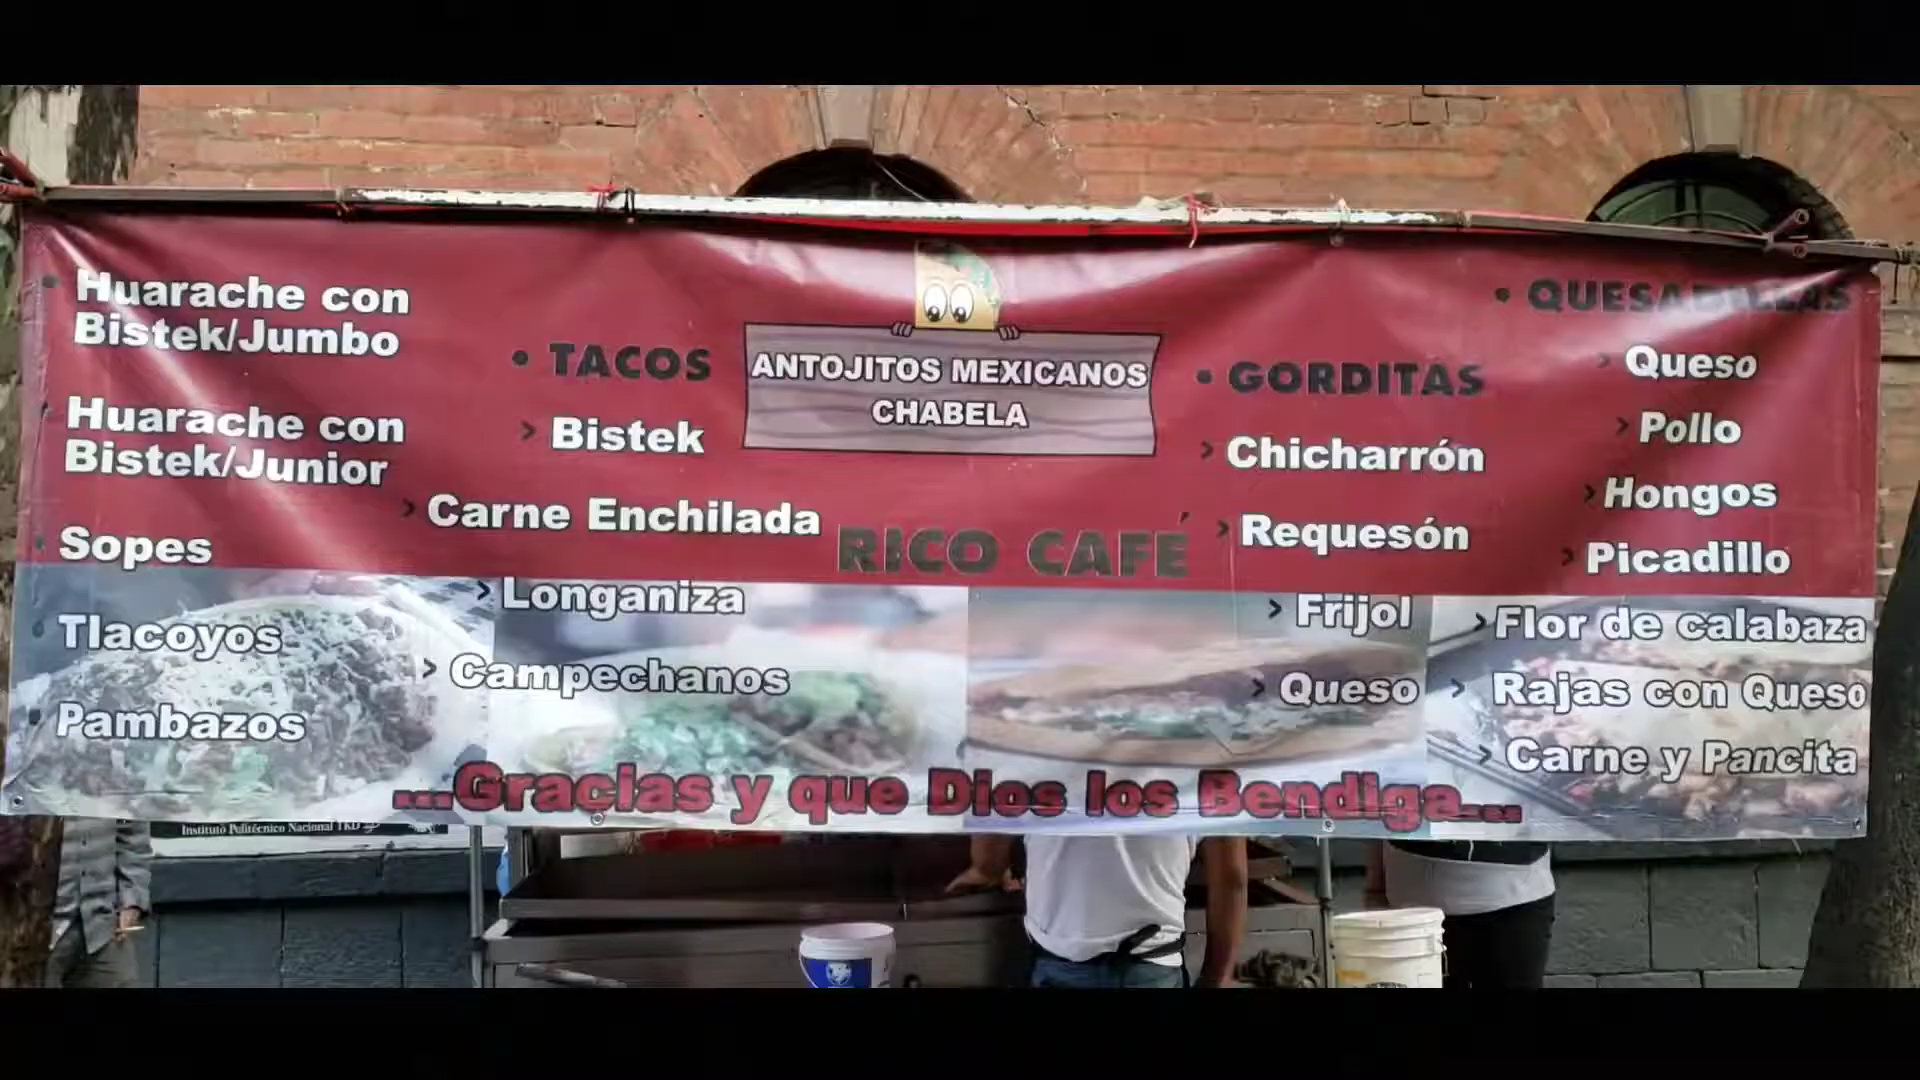 Huarache con
Bistek/Jumbo
Huarache con
Bistek/Junior
Sopes
Tlacoyos
Pambazos
• TACOS
> Bistek
> Carne Enchilada
> Longaniza
> Campechanos
ANTOJITOS MEXICANOS
CHABELA
RICO CAFÉ
• GORDITAS
> Chicharrón
> Requesón
> Frijol
> Queso
• QUESADILLAS
> Queso
> Pollo
> Hongos
> Picadillo
> Flor de calabaza
> Rajas con Queso
> Carne y Pancita
...Gracias y que Dios los Bendiga...
Instituto Politécnico Nacional TKD